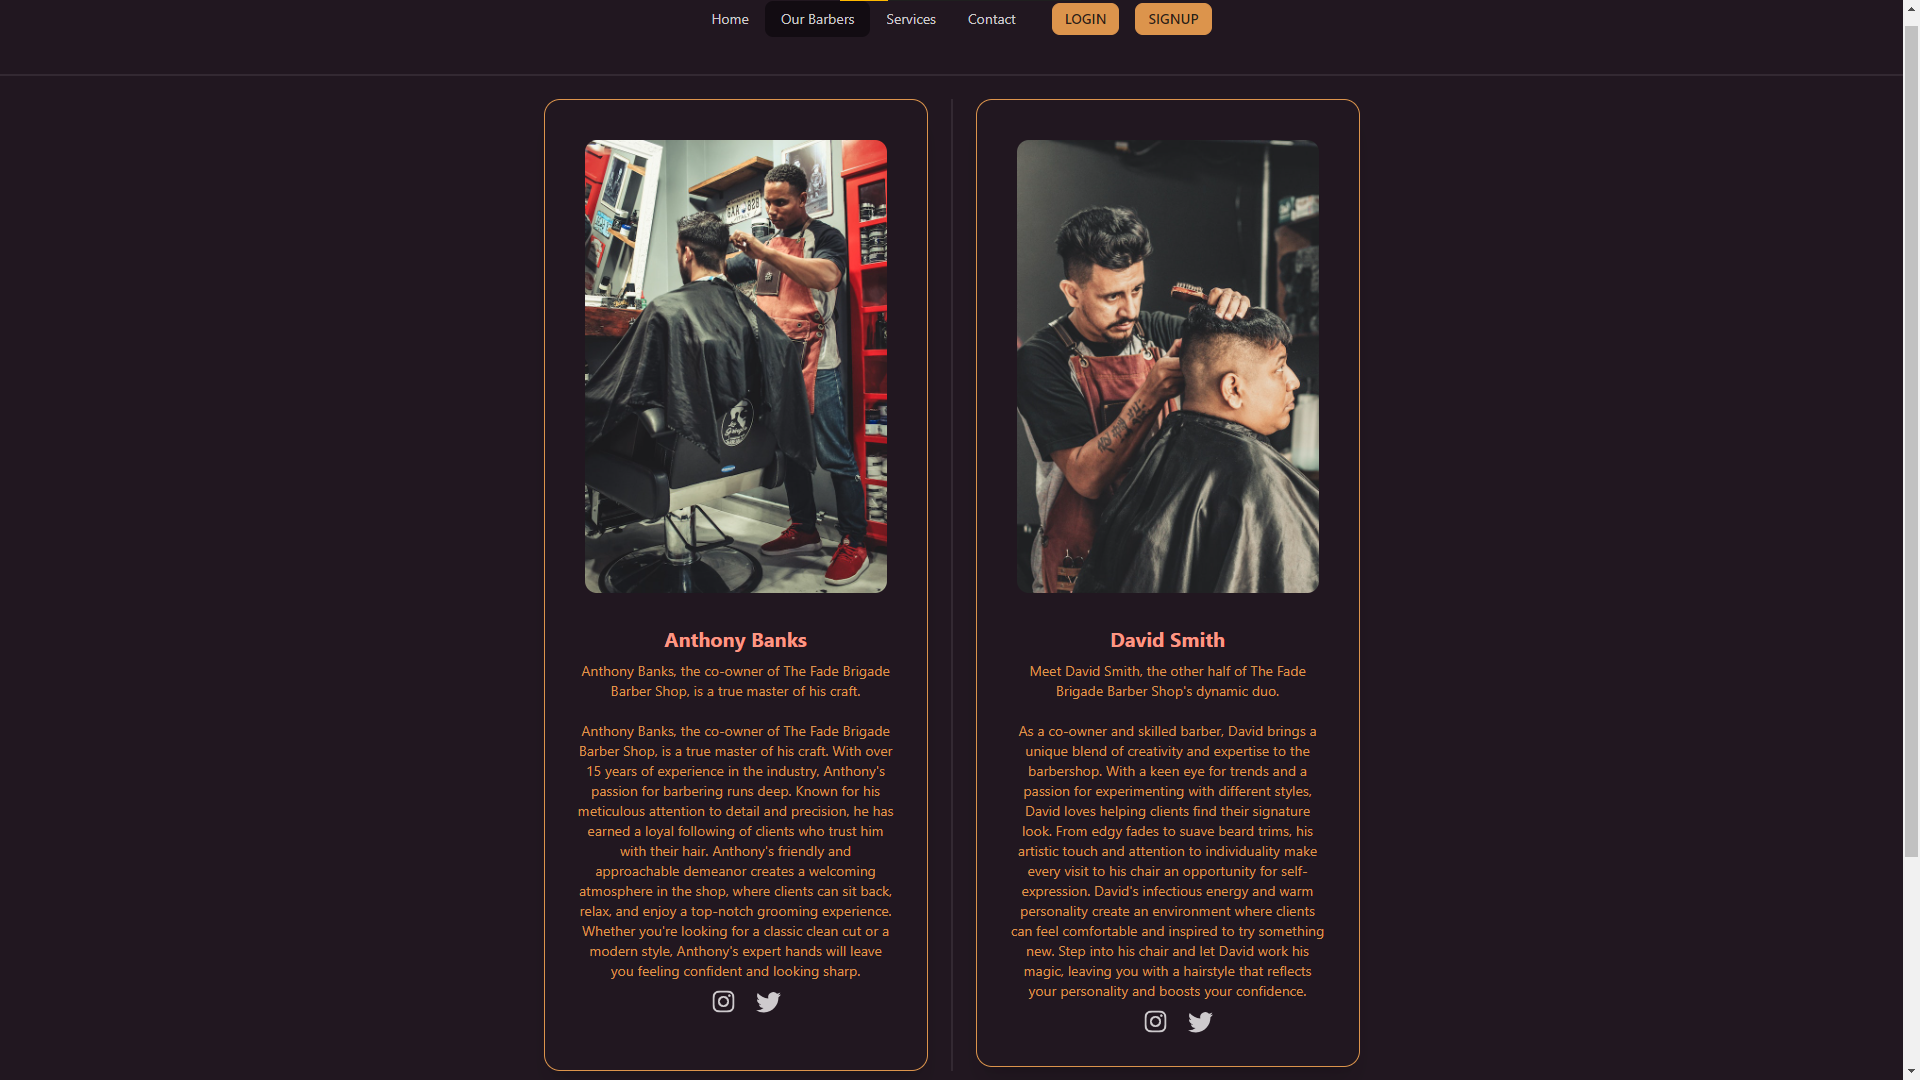 Home Our Barbers Services Contact LOGIN SIGNUP
GAA 828
Anthony Banks
Anthony Banks, the co-owner of The Fade Brigade
Barber Shop, is a true master of his craft.
Anthony Banks, the co-owner of The Fade Brigade
Barber Shop, is a true master of his craft. With over
15 years of experience in the industry, Anthony's
passion for barbering runs deep. Known for his
meticulous attention to detail and precision, he has
earned a loyal following of clients who trust him
with their hair. Anthony's friendly and
approachable demeanor creates a welcoming
atmosphere in the shop, where clients can sit back,
relax, and enjoy a top-notch grooming experience.
Whether you're looking for a classic clean cut or a
modern style, Anthony's expert hands will leave
you feeling confident and looking sharp.
David Smith
Meet David Smith, the other half of The Fade
Brigade Barber Shop's dynamic duo.
As a co-owner and skilled barber, David brings a
unique blend of creativity and expertise to the
barbershop. With a keen eye for trends and a
passion for experimenting with different styles,
David loves helping clients find their signature
look. From edgy fades to suave beard trims, his
artistic touch and attention to individuality make
every visit to his chair an opportunity for self-
expression. David's infectious energy and warm
personality create an environment where clients
can feel comfortable and inspired to try something
new. Step into his chair and let David work his
magic, leaving you with a hairstyle that reflects
your personality and boosts your confidence.